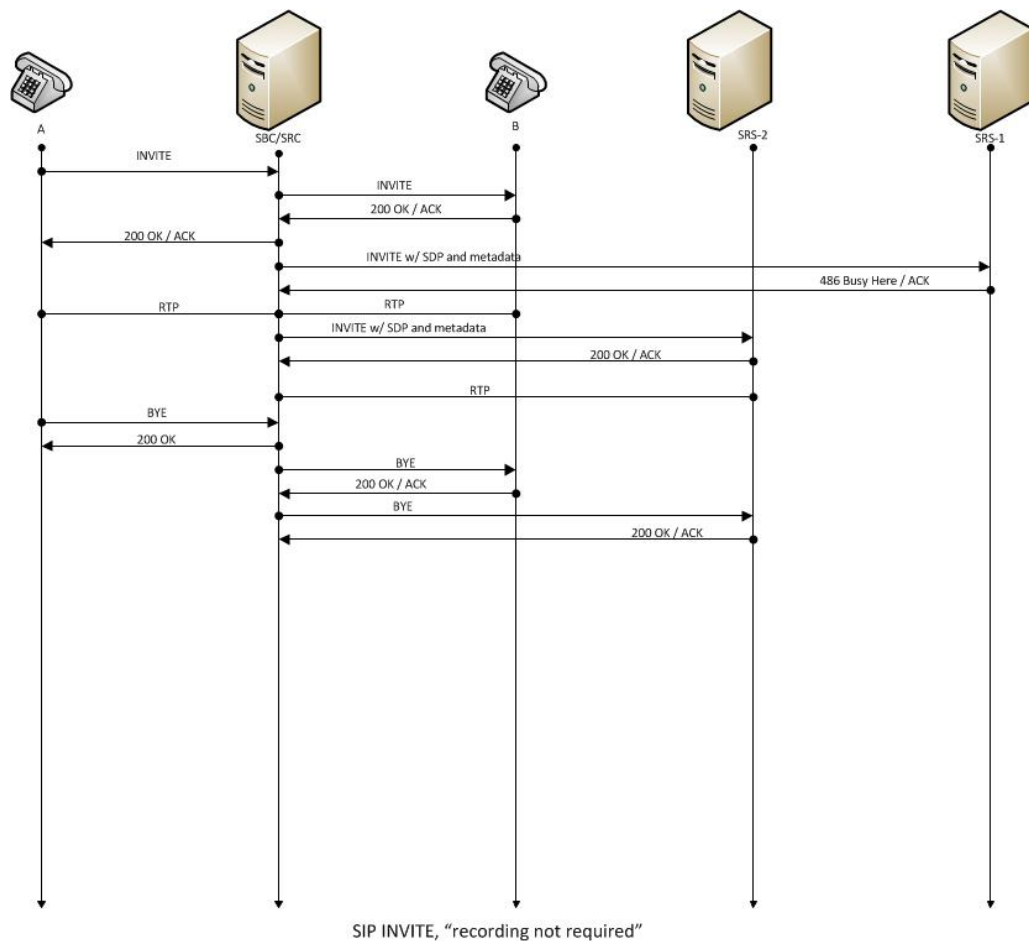 A
SBC/SRC
B
SRS-2
SRS-1
INVITE
INVITE
200 OK / ACK
200 OK / ACK
INVITE w/ SDP and metadata
486 Busy Here / ACK
RTP
RTP
INVITE w/ SDP and metadata
200 OK / ACK
RTP
BYE
200 OK
BYE
200 OK / ACK
BYE
200 OK / ACK
SIP INVITE, “recording not required”